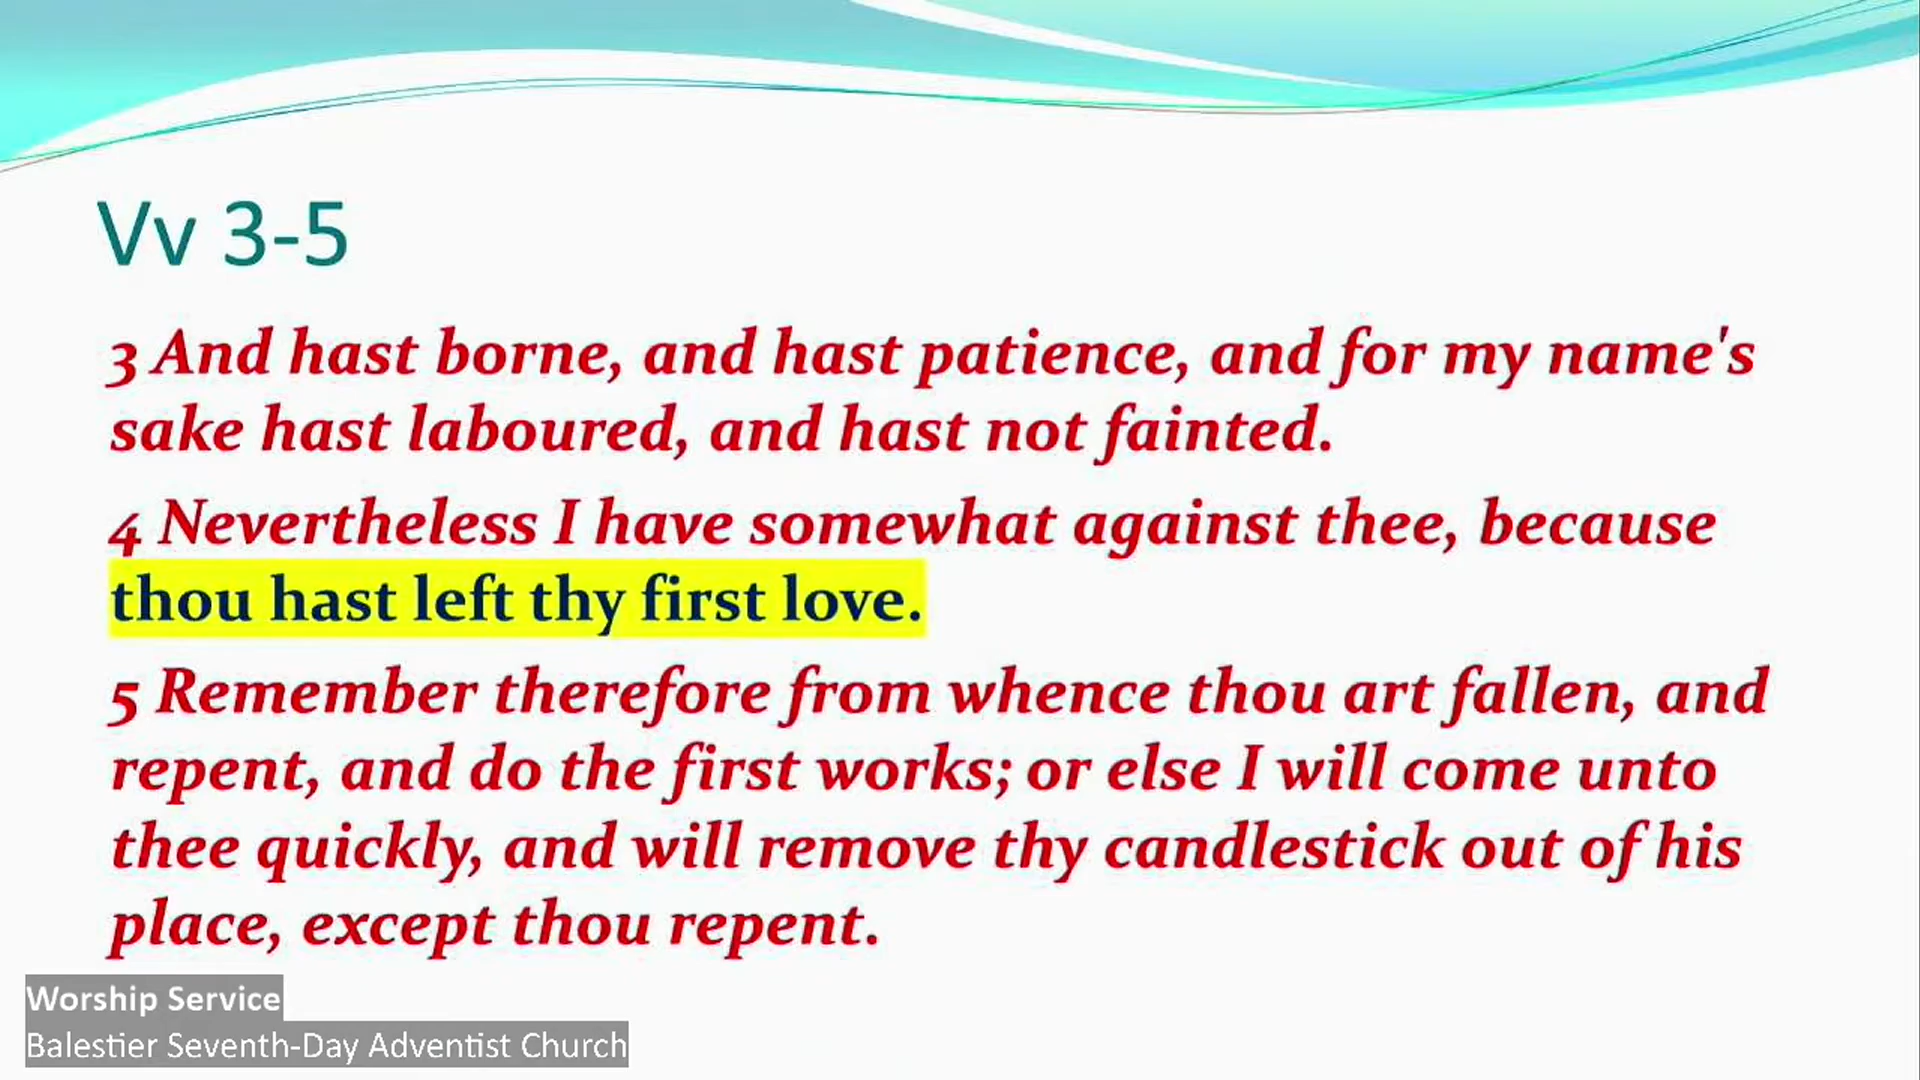 Vv 3-5
3 And hast borne, and hast patience, and for my name's
sake hast laboured, and hast not fainted.
4 Nevertheless I have somewhat against thee, because
thou hast left thy first love.
5 Remember therefore from whence thou art fallen, and
repent, and do the first works; or else I will come unto
thee quickly, and will remove thy candlestick out of his
place, except thou repent.
Worship Service
Balestier Seventh-Day Adventist Church